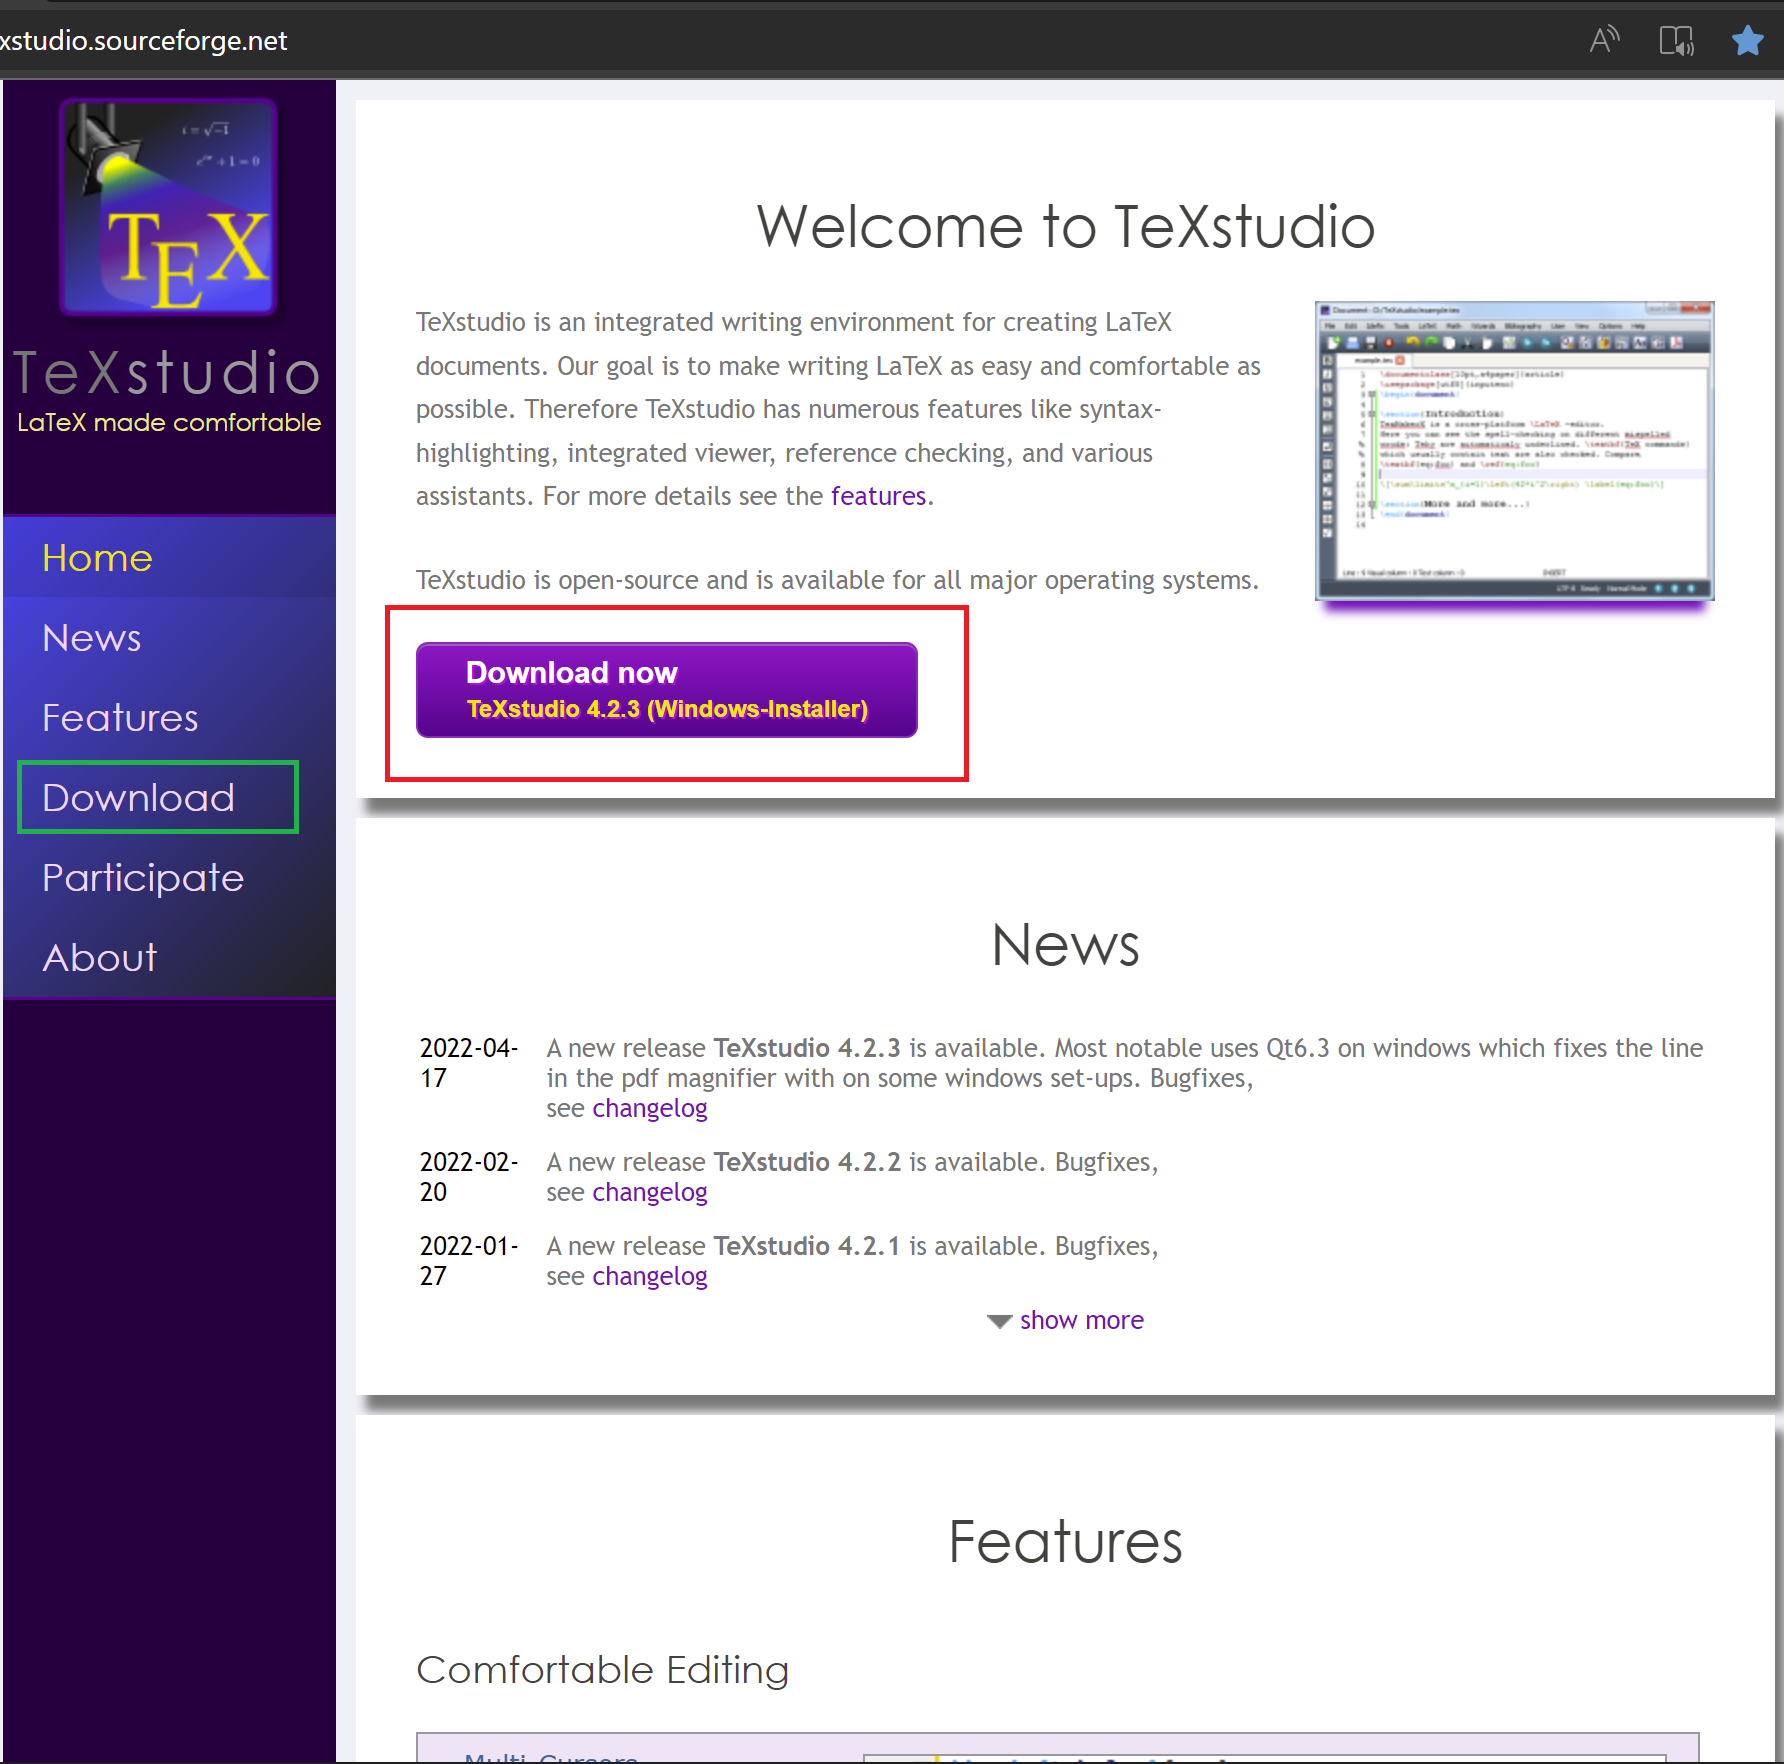 xstudio.sourceforge.net
i = √-1
+ 1 = 0
TEX
TeXstudio
LaTeX made comfortable
Home
News
Features
Download
Participate
About
Welcome to TeXstudio
TeXstudio is an integrated writing environment for creating LaTeX
documents. Our goal is to make writing LaTeX as easy and comfortable as
possible. Therefore TeXstudio has numerous features like syntax-
highlighting, integrated viewer, reference checking, and various
assistants. For more details see the features.
TeXstudio is open-source and is available for all major operating systems.
Download now
TeXstudio 4.2.3 (Windows-Installer)
News
2022-04-
17
A new release TeXstudio 4.2.3 is available. Most notable uses Qt6.3 on windows which fixes the line
in the pdf magnifier with on some windows set-ups. Bugfixes,
see changelog
2022-02-
20
A new release TeXstudio 4.2.2 is available. Bugfixes,
see changelog
2022-01-
27
A new release TeXstudio 4.2.1 is available. Bugfixes,
see changelog
show more
Features
Comfortable Editing
Multi-Cursors